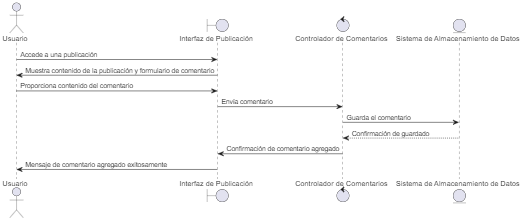 Usuario Interfaz de Publicación Controlador de Comentarios Sistema de Almacenamiento de Datos
Accede a una publicación
Muestra contenido de la publicación y formulario de comentario
Proporciona contenido del comentario
Envía comentario
Guarda el comentario
Confirmación de guardado
Confirmación de comentario agregado
Mensaje de comentario agregado exitosamente
Usuario Interfaz de Publicación Controlador de Comentarios Sistema de Almacenamiento de Datos